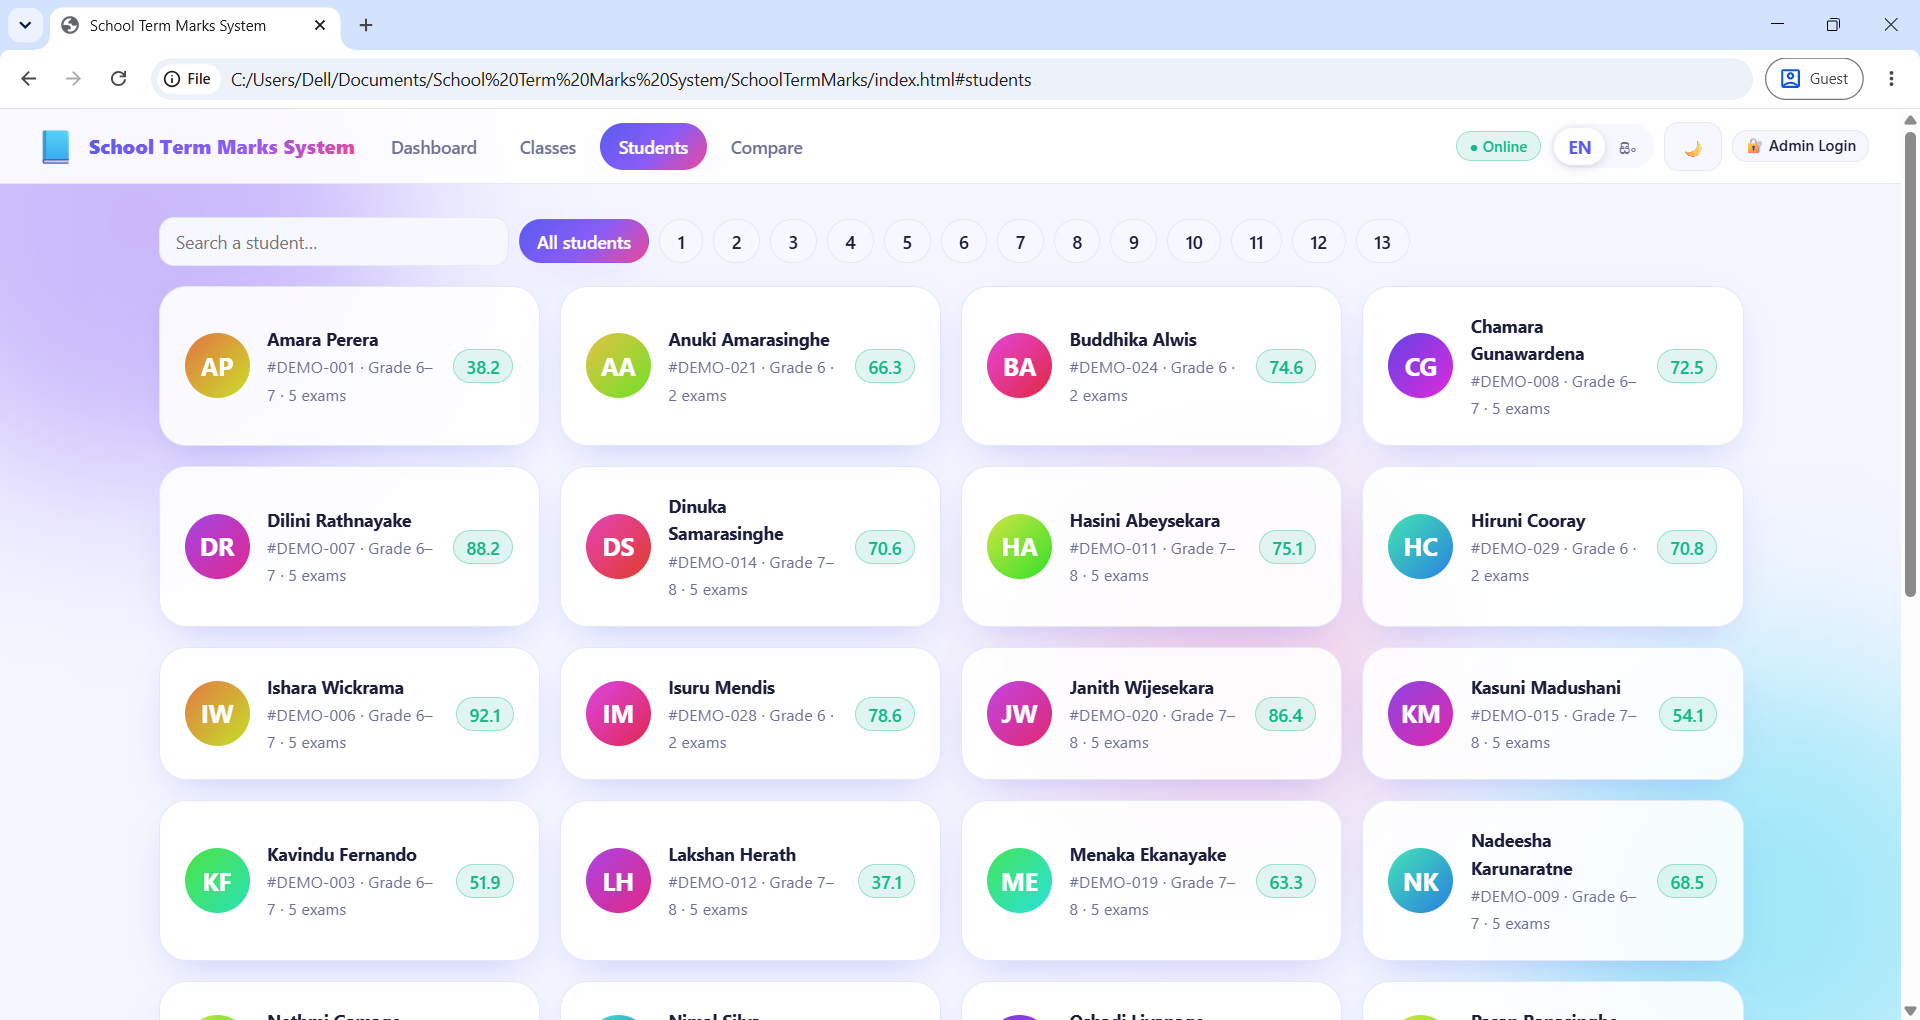 School Term Marks System
File
C:/Users/Dell/Documents/School%20Term%20Marks%20System/SchoolTermMarks/index.html#students
Guest
School Term Marks System
Dashboard
Classes
Students
Compare
Online
EN
සිං
Admin Login
Search a student...
All students
1
2
3
4
5
6
7
8
9
10
11
12
13
AP
Amara Perera
#DEMO-001 · Grade 6–
7 · 5 exams
38.2
AA
Anuki Amarasinghe
#DEMO-021 · Grade 6 ·
2 exams
66.3
BA
Buddhika Alwis
#DEMO-024 · Grade 6 ·
2 exams
74.6
CG
Chamara
Gunawardena
#DEMO-008 · Grade 6–
7 · 5 exams
72.5
DR
Dilini Rathnayake
#DEMO-007 · Grade 6–
7 · 5 exams
88.2
DS
Dinuka
Samarasinghe
#DEMO-014 · Grade 7–
8 · 5 exams
70.6
HA
Hasini Abeysekara
#DEMO-011 · Grade 7–
8 · 5 exams
75.1
HC
Hiruni Cooray
#DEMO-029 · Grade 6 ·
2 exams
70.8
IW
Ishara Wickrama
#DEMO-006 · Grade 6–
7 · 5 exams
92.1
IM
Isuru Mendis
#DEMO-028 · Grade 6 ·
2 exams
78.6
JW
Janith Wijesekara
#DEMO-020 · Grade 7–
8 · 5 exams
86.4
KM
Kasuni Madushani
#DEMO-015 · Grade 7–
8 · 5 exams
54.1
KF
Kavindu Fernando
#DEMO-003 · Grade 6–
7 · 5 exams
51.9
LH
Lakshan Herath
#DEMO-012 · Grade 7–
8 · 5 exams
37.1
ME
Menaka Ekanayake
#DEMO-019 · Grade 7–
8 · 5 exams
63.3
NK
Nadeesha
Karunaratne
#DEMO-009 · Grade 6–
7 · 5 exams
68.5